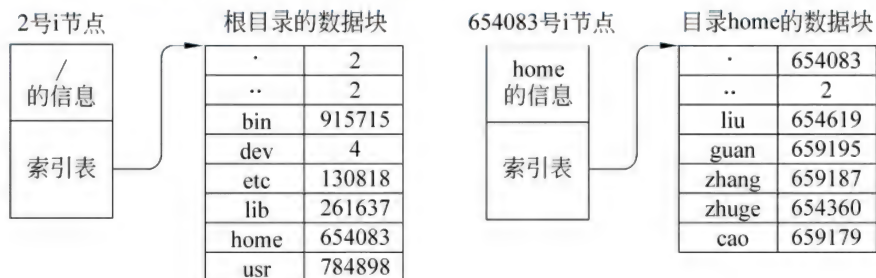 2号i节点
/
的信息
索引表
根目录的数据块
. 2
.. 2
bin 915715
dev 4
etc 130818
lib 261637
home 654083
usr 784898
654083号i节点
home
的信息
索引表
目录home的数据块
. 654083
.. 2
liu 654619
guan 659195
zhang 659187
zhuge 654360
cao 659179